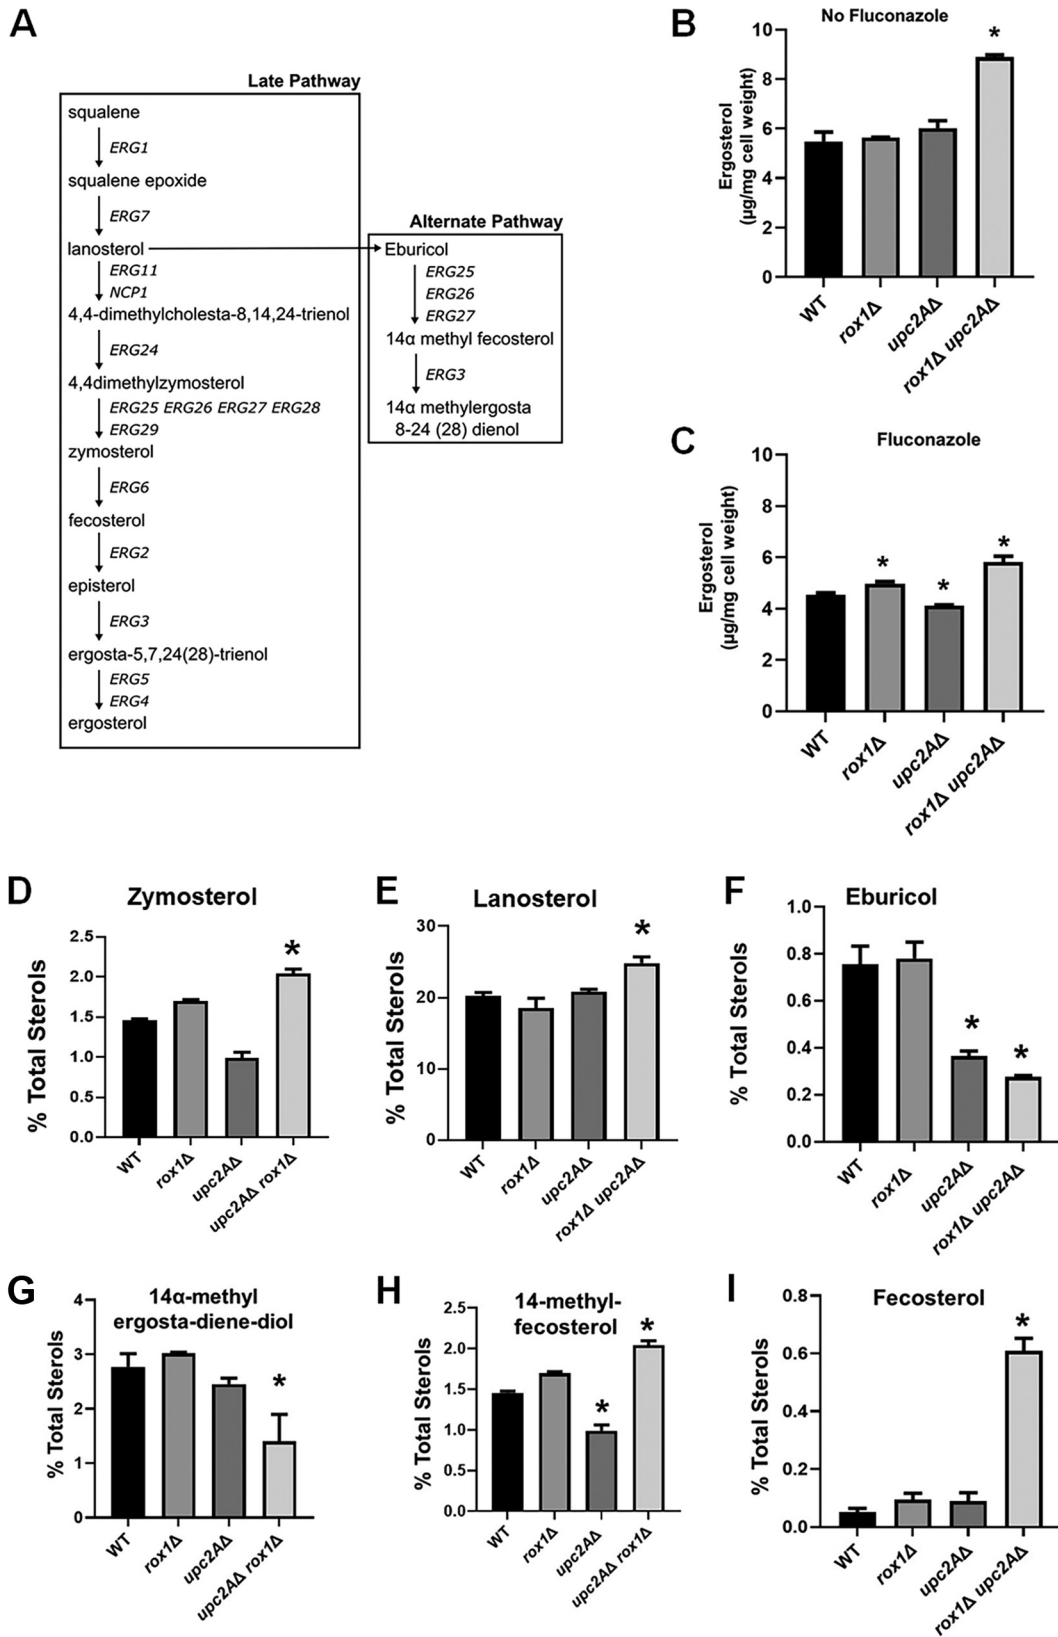 A
Late Pathway
squalene
ERG1
squalene epoxide
ERG7
lanosterol
ERG11
NCP1
4,4-dimethylcholesta-8,14,24-trienol
ERG24
4,4dimethylzymosterol
ERG25 ERG26 ERG27 ERG28
ERG29
zymosterol
ERG6
fecosterol
ERG2
episterol
ERG3
ergosta-5,7,24(28)-trienol
ERG5
ERG4
ergosterol
Alternate Pathway
Eburicol
ERG25
ERG26
ERG27
14α methyl fecosterol
ERG3
14α methylergosta
8-24 (28) dienol
B
No Fluconazole
Ergosterol
(µg/mg cell weight)
10
8
6
4
2
0
*
WT
rox1Δ
upc2AΔ
rox1Δ upc2AΔ
C
Fluconazole
Ergosterol
(µg/mg cell weight)
10
8
6
4
2
0
*
*
*
WT
rox1Δ
upc2AΔ
rox1Δ upc2AΔ
D
Zymosterol
% Total Sterols
2.5
2.0
1.5
1.0
0.5
0.0
*
WT
rox1Δ
upc2AΔ
upc2AΔ rox1Δ
E
Lanosterol
% Total Sterols
30
20
10
0
*
WT
rox1Δ
upc2AΔ
rox1Δ upc2AΔ
F
Eburicol
% Total Sterols
1.0
0.8
0.6
0.4
0.2
0.0
*
*
WT
rox1Δ
upc2AΔ
rox1Δ upc2AΔ
G
14α-methyl
ergosta-diene-diol
% Total Sterols
4
3
2
1
0
*
WT
rox1Δ
upc2AΔ
upc2AΔ rox1Δ
H
14-methyl-
fecosterol
% Total Sterols
2.5
2.0
1.5
1.0
0.5
0.0
*
*
WT
rox1Δ
upc2AΔ
upc2AΔ rox1Δ
I
Fecosterol
% Total Sterols
0.8
0.6
0.4
0.2
0.0
*
WT
rox1Δ
upc2AΔ
rox1Δ upc2AΔ